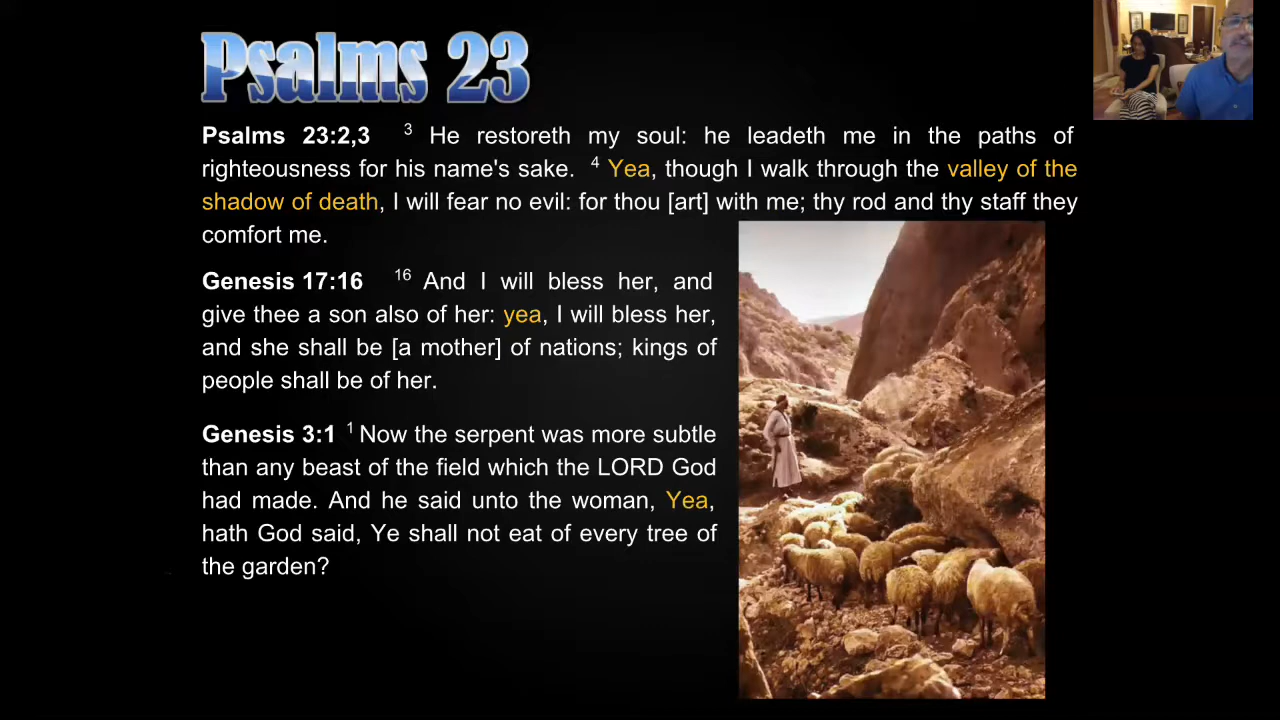 Psalms 23
Psalms 23:2,3 3 He restoreth my soul: he leadeth me in the paths of
righteousness for his name's sake. 4 Yea, though I walk through the valley of the
shadow of death, I will fear no evil: for thou [art] with me; thy rod and thy staff they
comfort me.
Genesis 17:16 16 And I will bless her, and
give thee a son also of her: yea, I will bless her,
and she shall be [a mother] of nations; kings of
people shall be of her.
Genesis 3:1 1 Now the serpent was more subtle
than any beast of the field which the LORD God
had made. And he said unto the woman, Yea,
hath God said, Ye shall not eat of every tree of
the garden?